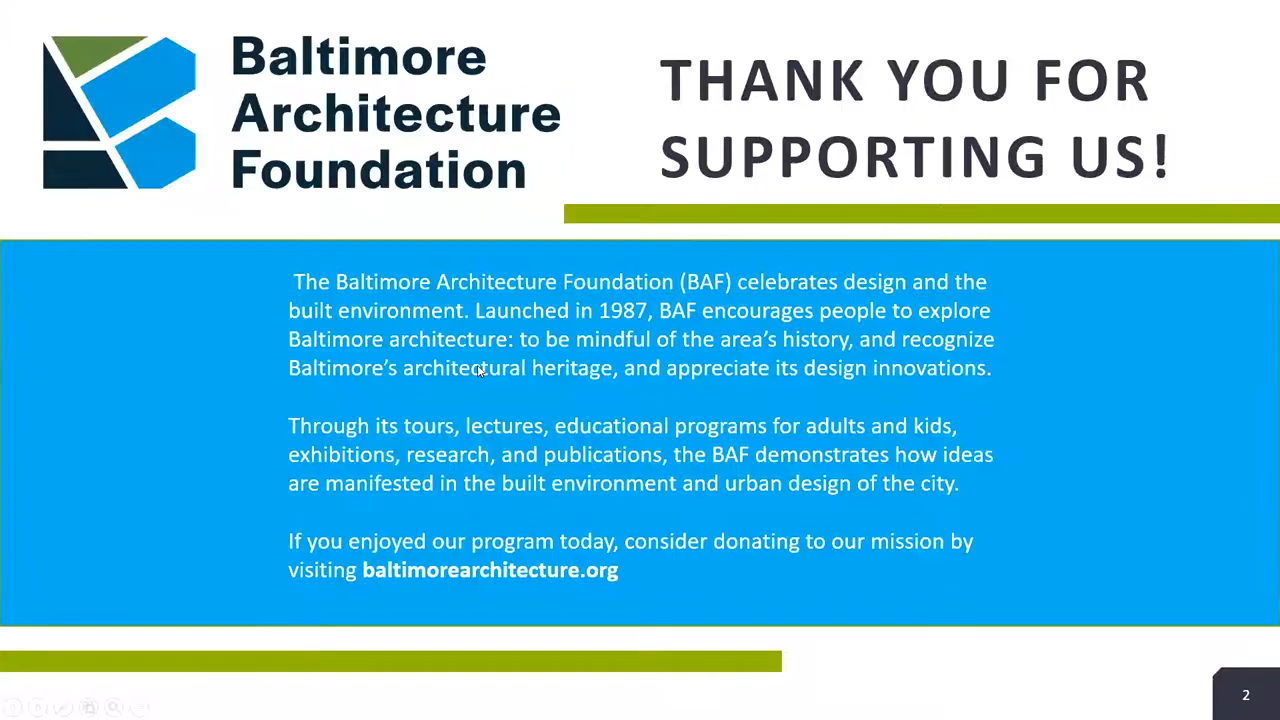 Baltimore
Architecture
Foundation
THANK YOU FOR
SUPPORTING US!
The Baltimore Architecture Foundation (BAF) celebrates design and the
built environment. Launched in 1987, BAF encourages people to explore
Baltimore architecture: to be mindful of the area’s history, and recognize
Baltimore’s architectural heritage, and appreciate its design innovations.
Through its tours, lectures, educational programs for adults and kids,
exhibitions, research, and publications, the BAF demonstrates how ideas
are manifested in the built environment and urban design of the city.
If you enjoyed our program today, consider donating to our mission by
visiting baltimorearchitecture.org
2